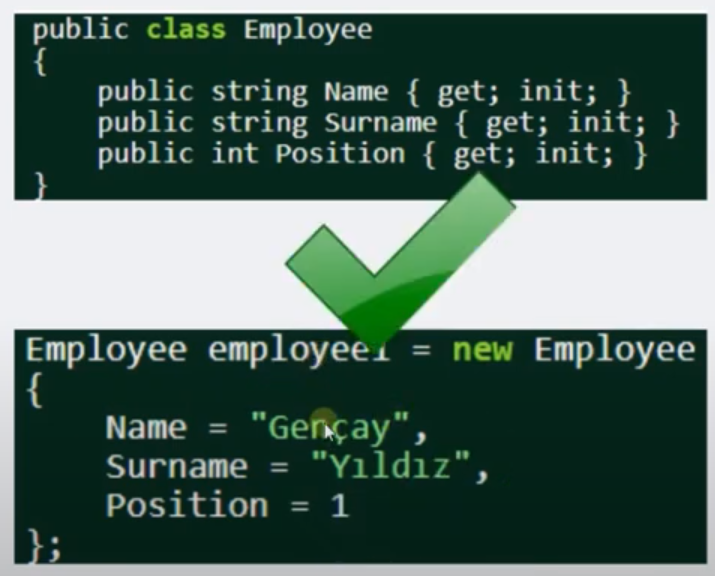 public class Employee
{
public string Name { get; init; }
public string Surname { get; init; }
public int Position { get; init; }
}
Employee employee1 = new Employee
{
Name = "Gençay",
Surname = "Yıldız",
Position = 1
};